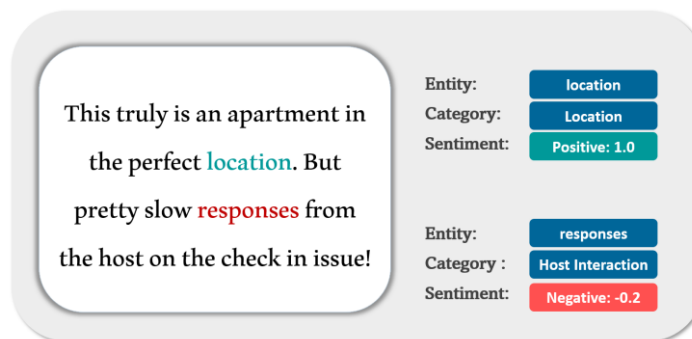 This truly is an apartment in
the perfect location. But
pretty slow responses from
the host on the check in issue!
Entity: location
Category: Location
Sentiment: Positive: 1.0
Entity: responses
Category : Host Interaction
Sentiment: Negative: -0.2